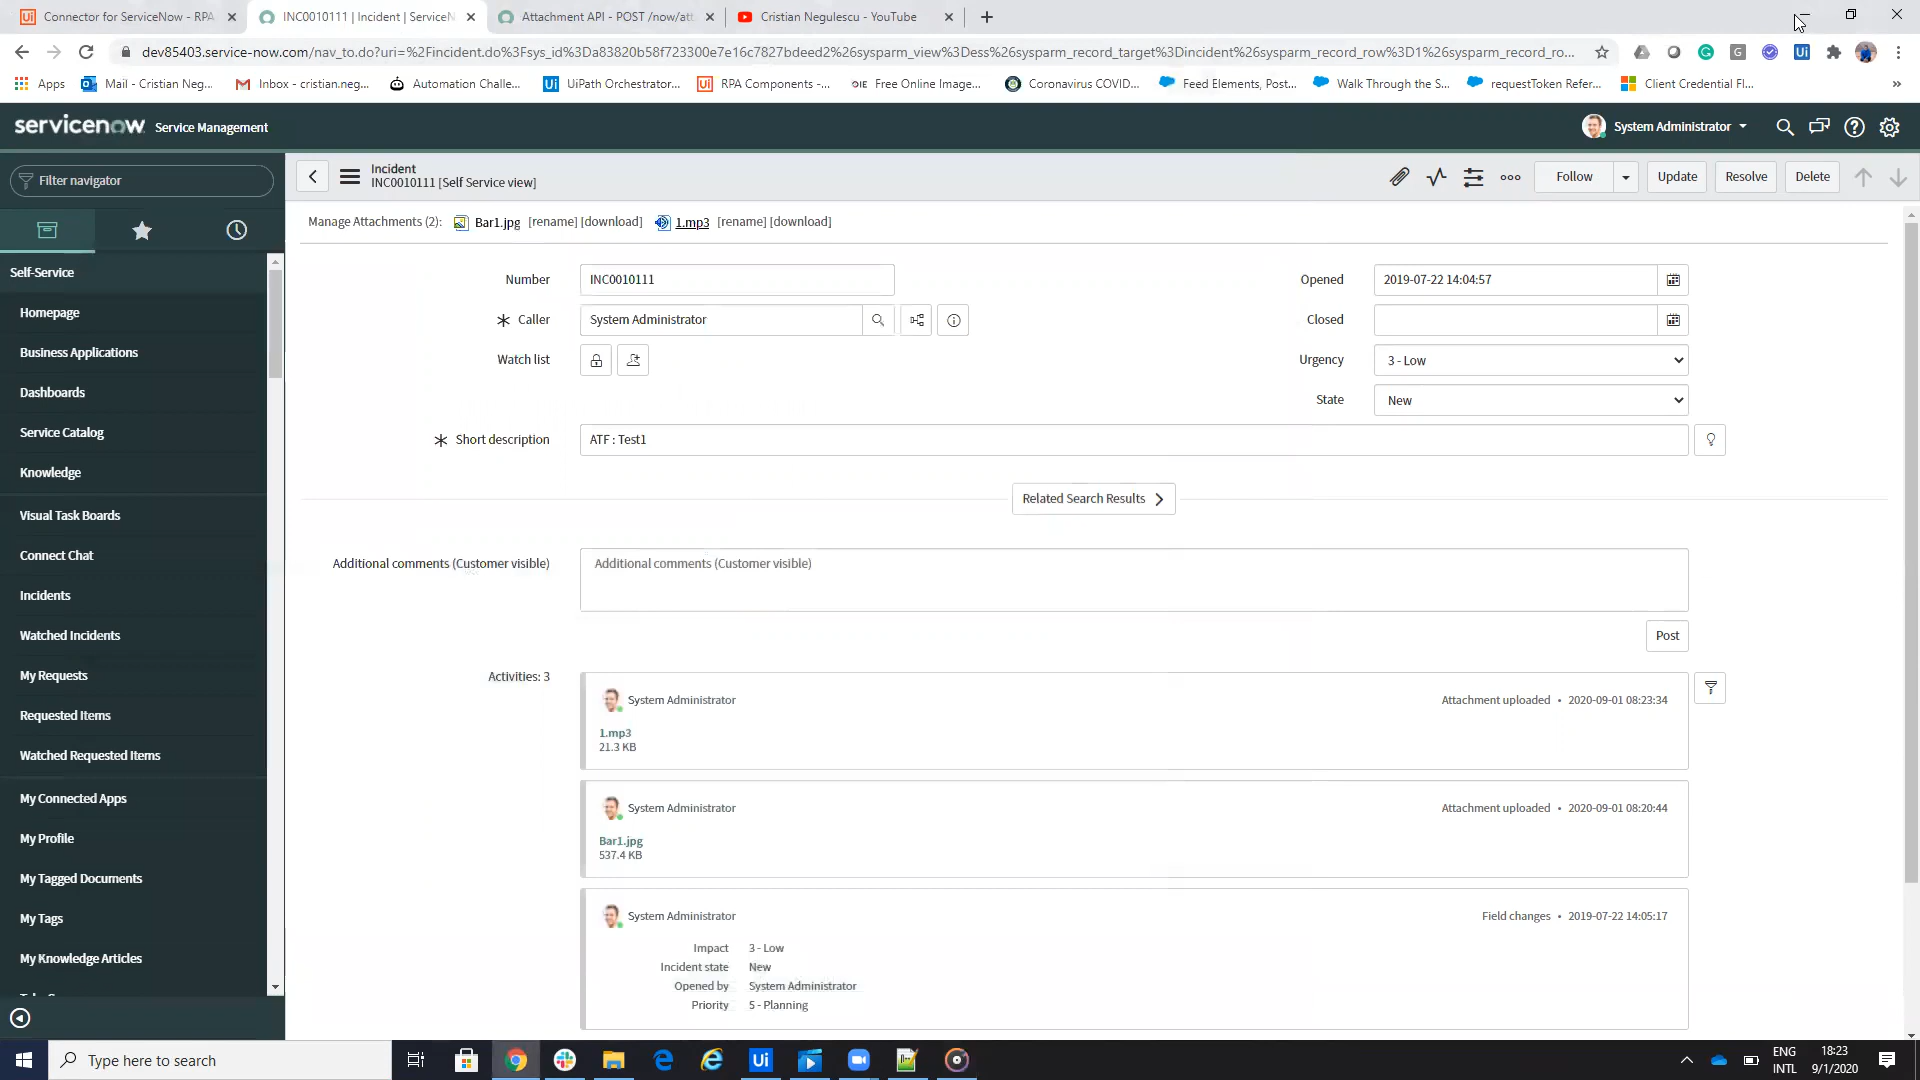 Connector for ServiceNow - RPA
INC0010111 | Incident | ServiceN
Attachment API - POST /now/att
Cristian Negulescu - YouTube
dev85403.service-now.com/nav_to.do?uri=%2Fincident.do%3Fsys_id%3Da83820b58f723300e7e16c7827bdeed2%26sysparm_view%3Dess%26sysparm_record_target%3Dincident%26sysparm_record_row%3D1%26sysparm_record_ro...
Apps
Mail - Cristian Neg...
Inbox - cristian.neg...
Automation Challe...
UiPath Orchestrator...
RPA Components -...
Free Online Image...
Coronavirus COVID...
Feed Elements, Post...
Walk Through the S...
requestToken Refer...
Client Credential Fl...
»
servicenow Service Management
System Administrator
Filter navigator
Incident
INC0010111 [Self Service view]
Follow
Update
Resolve
Delete
Manage Attachments (2): Bar1.jpg [rename] [download] 1.mp3 [rename] [download]
Self-Service
Homepage
Business Applications
Dashboards
Service Catalog
Knowledge
Visual Task Boards
Connect Chat
Incidents
Watched Incidents
My Requests
Requested Items
Watched Requested Items
My Connected Apps
My Profile
My Tagged Documents
My Tags
My Knowledge Articles
Number INC0010111
Opened 2019-07-22 14:04:57
Caller System Administrator
Closed
Watch list
Urgency 3 - Low
State New
Short description ATF : Test1
Related Search Results
Additional comments (Customer visible)
Additional comments (Customer visible)
Post
Activities: 3
System Administrator
Attachment uploaded • 2020-09-01 08:23:34
1.mp3
21.3 KB
System Administrator
Attachment uploaded • 2020-09-01 08:20:44
Bar1.jpg
537.4 KB
System Administrator
Field changes • 2019-07-22 14:05:17
Impact 3 - Low
Incident state New
Opened by System Administrator
Priority 5 - Planning
Type here to search
ENG
INTL
18:23
9/1/2020